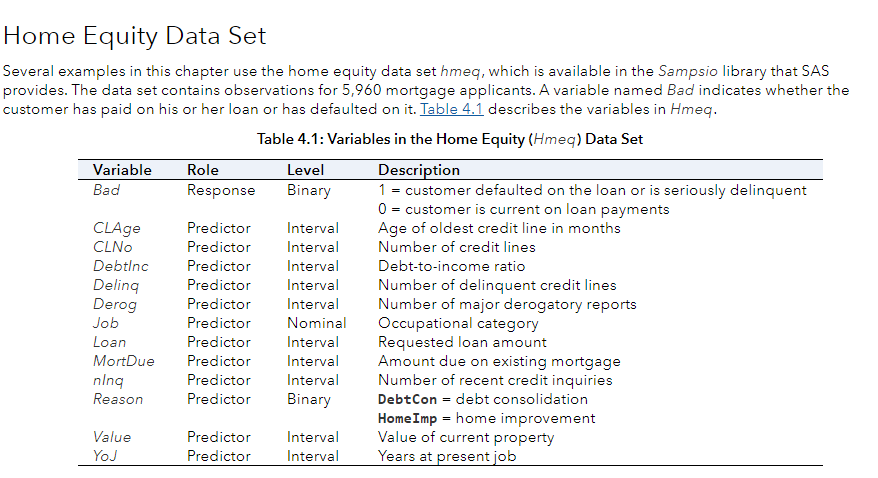 Home Equity Data Set
Several examples in this chapter use the home equity data set hmeq, which is available in the Sampsio library that SAS
provides. The data set contains observations for 5,960 mortgage applicants. A variable named Bad indicates whether the
customer has paid on his or her loan or has defaulted on it. Table 4.1 describes the variables in Hmeq.
Table 4.1: Variables in the Home Equity (Hmeq) Data Set
Variable Role Level Description
Bad Response Binary 1 = customer defaulted on the loan or is seriously delinquent
0 = customer is current on loan payments
CLAge Predictor Interval Age of oldest credit line in months
CLNo Predictor Interval Number of credit lines
DebtInc Predictor Interval Debt-to-income ratio
Delinq Predictor Interval Number of delinquent credit lines
Derog Predictor Interval Number of major derogatory reports
Job Predictor Nominal Occupational category
Loan Predictor Interval Requested loan amount
MortDue Predictor Interval Amount due on existing mortgage
nInq Predictor Interval Number of recent credit inquiries
Reason Predictor Binary DebtCon = debt consolidation
HomeImp = home improvement
Value Predictor Interval Value of current property
YoJ Predictor Interval Years at present job